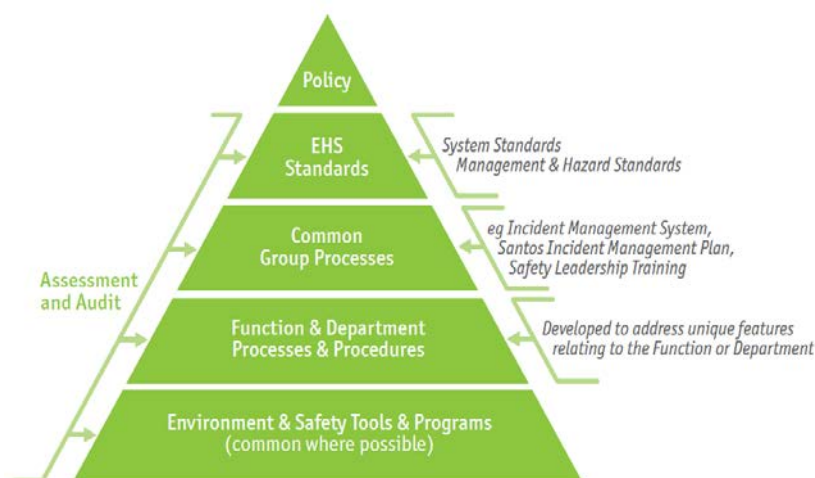 Policy
EHS
Standards
System Standards
Management & Hazard Standards
Common
Group Processes
eg Incident Management System,
Santos Incident Management Plan,
Safety Leadership Training
Assessment
and Audit
Function & Department
Processes & Procedures
Developed to address unique features
relating to the Function or Department
Environment & Safety Tools & Programs
(common where possible)